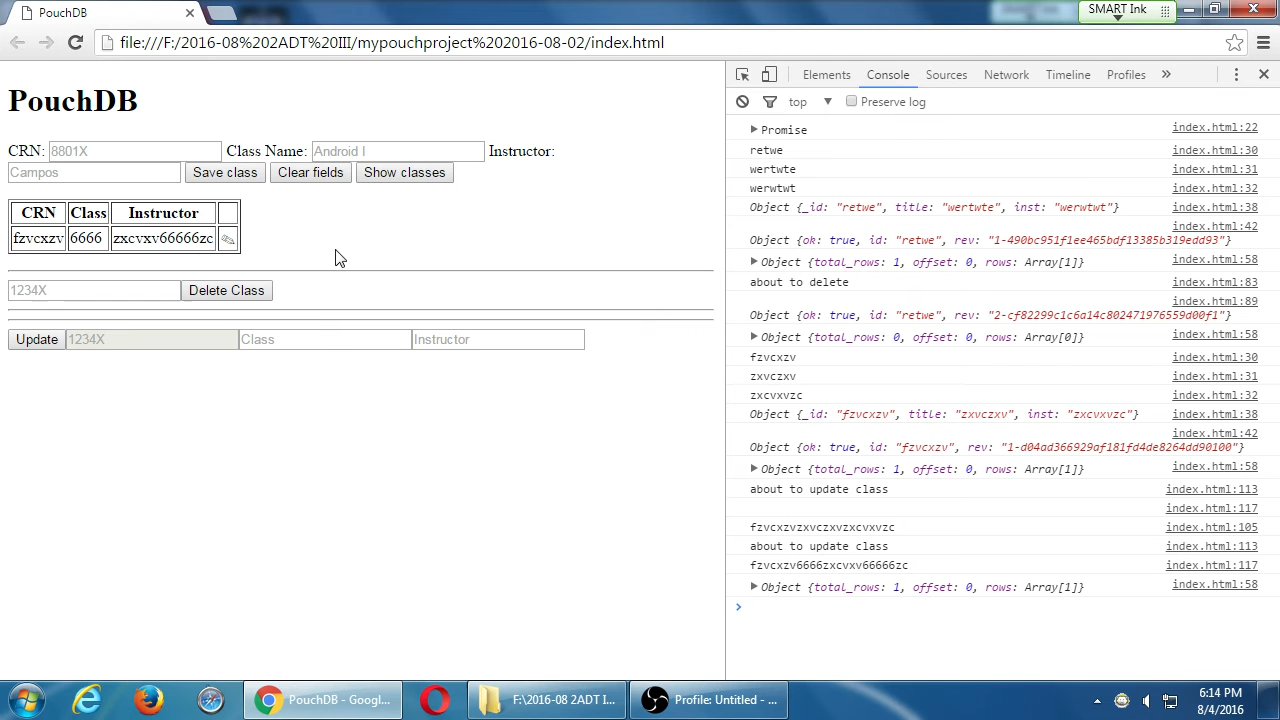 PouchDB
SMART Ink
file:///F:/2016-08%202ADT%20III/mypouchproject%202016-08-02/index.html
PouchDB
CRN: 8801X Class Name: Android I Instructor:
Campos Save class Clear fields Show classes
CRN Class Instructor
fzvcxzv 6666 zxcvxv66666zc
1234X Delete Class
Update 1234X Class Instructor
Elements Console Sources Network Timeline Profiles »
top ▼ Preserve log
Promise index.html:22
retwe index.html:30
wertwte index.html:31
werwtwt index.html:32
Object {_id: "retwe", title: "wertwte", inst: "werwtwt"} index.html:38
index.html:42
Object {ok: true, id: "retwe", rev: "1-490bc951f1ee465bdf13385b319edd93"}
Object {total_rows: 1, offset: 0, rows: Array[1]} index.html:58
about to delete index.html:83
index.html:89
Object {ok: true, id: "retwe", rev: "2-cf82299c1c6a14c802471976559d00f1"}
Object {total_rows: 0, offset: 0, rows: Array[0]} index.html:58
fzvcxzv index.html:30
zxvczxv index.html:31
zxcvxvzc index.html:32
Object {_id: "fzvcxzv", title: "zxvczxv", inst: "zxcvxvzc"} index.html:38
index.html:42
Object {ok: true, id: "fzvcxzv", rev: "1-d04ad366929af181fd4de8264dd90100"}
Object {total_rows: 1, offset: 0, rows: Array[1]} index.html:58
about to update class index.html:113
index.html:117
fzvcxzvzxvczxvzxcvxvzc index.html:105
about to update class index.html:113
fzvcxzv6666zxcvxv66666zc index.html:117
Object {total_rows: 1, offset: 0, rows: Array[1]} index.html:58
PouchDB - Googl... F:\2016-08 2ADT I... Profile: Untitled - ... 6:14 PM
8/4/2016